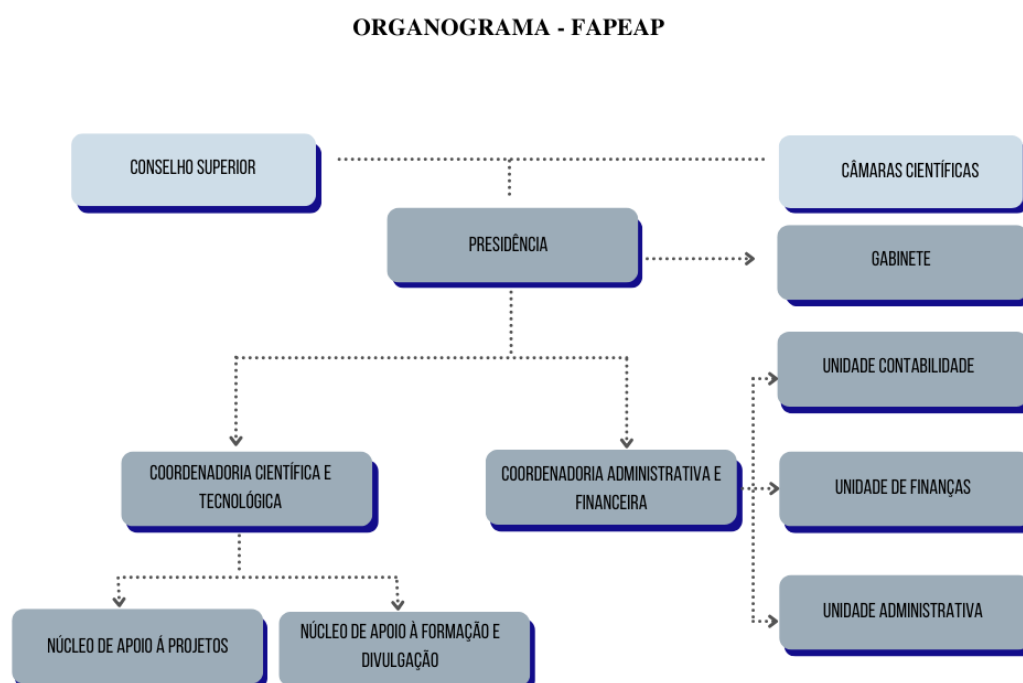 ORGANOGRAMA - FAPEAP
CONSELHO SUPERIOR
CÂMARAS CIENTÍFICAS
PRESIDÊNCIA
GABINETE
UNIDADE CONTABILIDADE
COORDENADORIA CIENTÍFICA E
TECNOLÓGICA
COORDENADORIA ADMINISTRATIVA E
FINANCEIRA
UNIDADE DE FINANÇAS
UNIDADE ADMINISTRATIVA
NÚCLEO DE APOIO Á PROJETOS
NÚCLEO DE APOIO À FORMAÇÃO E
DIVULGAÇÃO